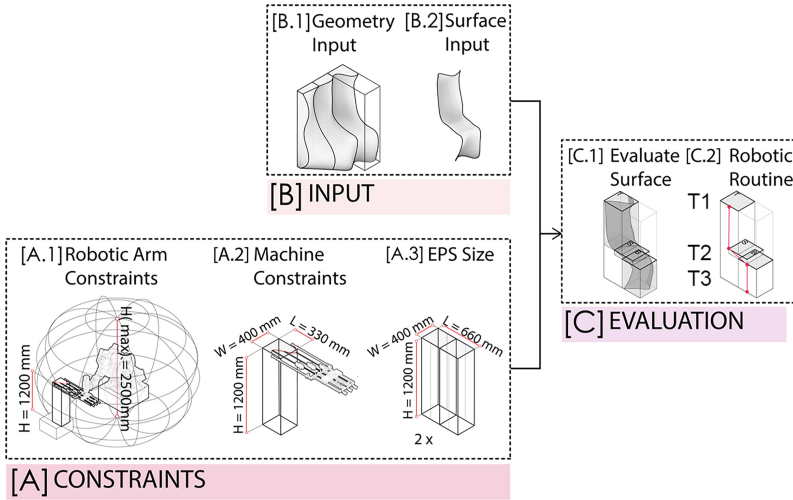 [B.1] Geometry
Input
[B.2] Surface
Input
[B] INPUT
[A.1] Robotic Arm
Constraints
H( max) = 2500mm
H = 1200 mm
[A.2] Machine
Constraints
W = 400 mm
L = 330 mm
H = 1200 mm
[A.3] EPS Size
W = 400 mm
L = 660 mm
H = 1200 mm
2 x
[A] CONSTRAINTS
[C.1] Evaluate
Surface
[C.2] Robotic
Routine
T1
T2
T3
[C] EVALUATION